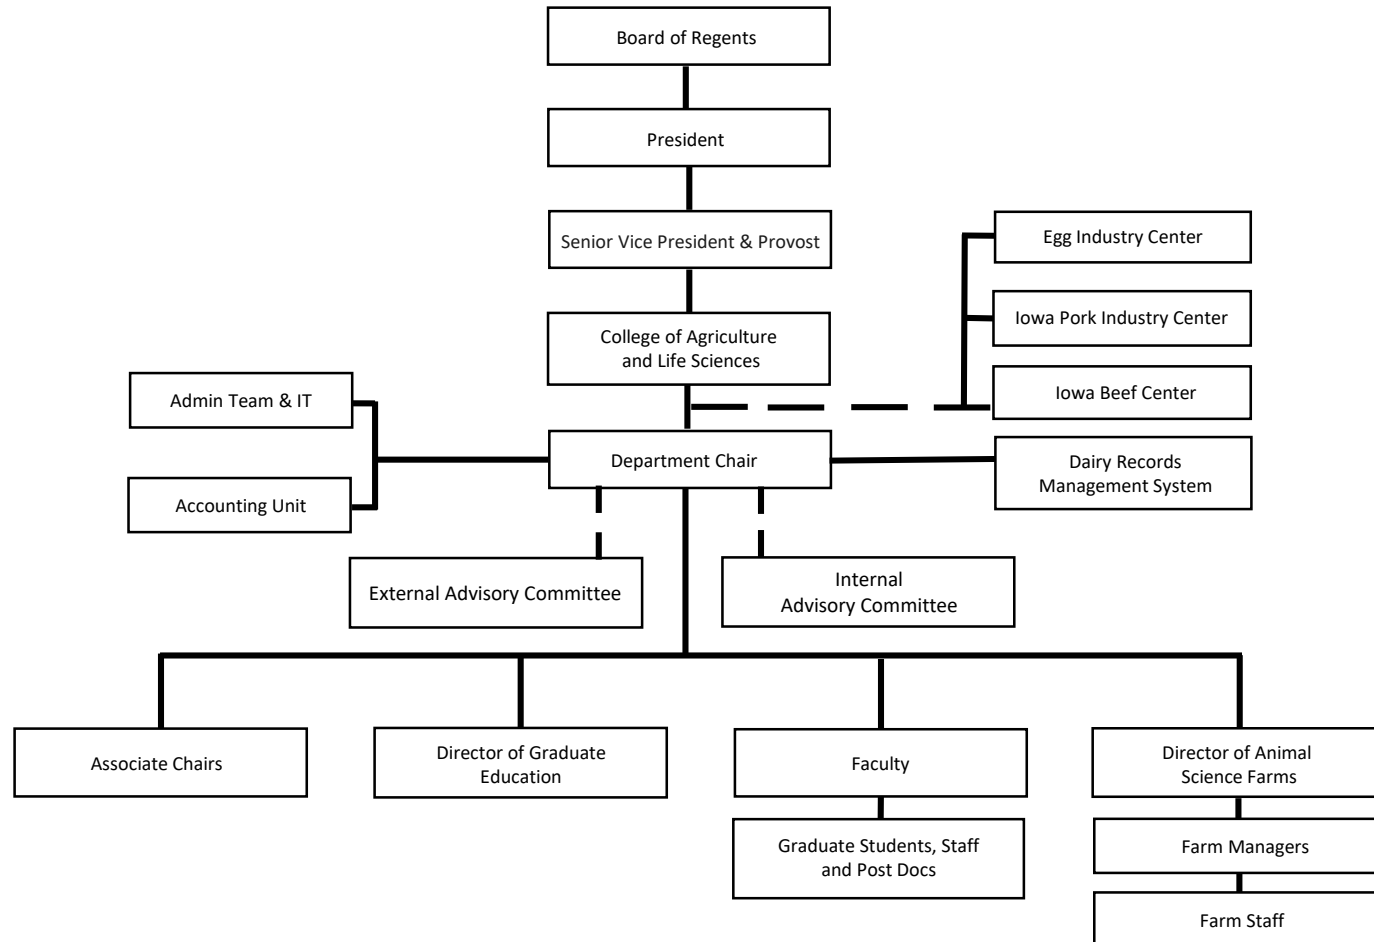 Board of Regents
President
Senior Vice President & Provost
Egg Industry Center
Iowa Pork Industry Center
College of Agriculture
and Life Sciences
Iowa Beef Center
Admin Team & IT
Department Chair
Dairy Records
Management System
Accounting Unit
External Advisory Committee
Internal
Advisory Committee
Associate Chairs
Director of Graduate
Education
Faculty
Director of Animal
Science Farms
Graduate Students, Staff
and Post Docs
Farm Managers
Farm Staff